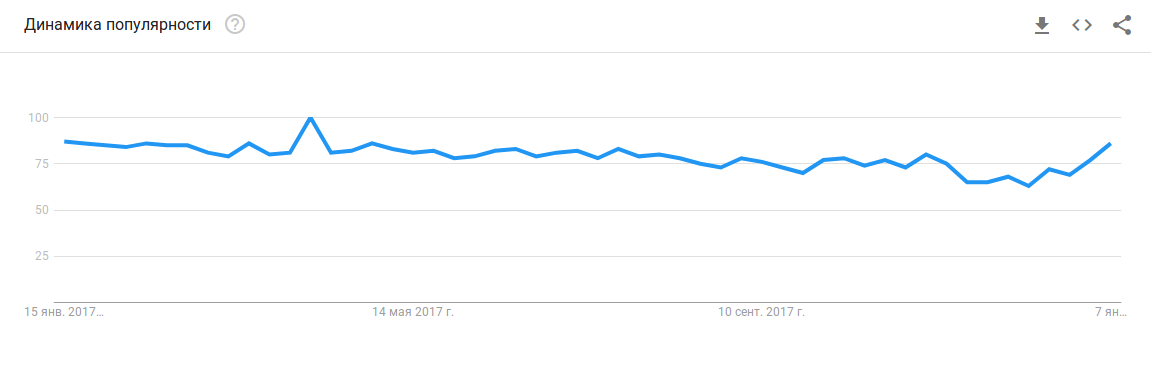 Динамика популярности ?
100
75
50
25
15 янв. 2017…
14 мая 2017 г.
10 сент. 2017 г.
7 ян…